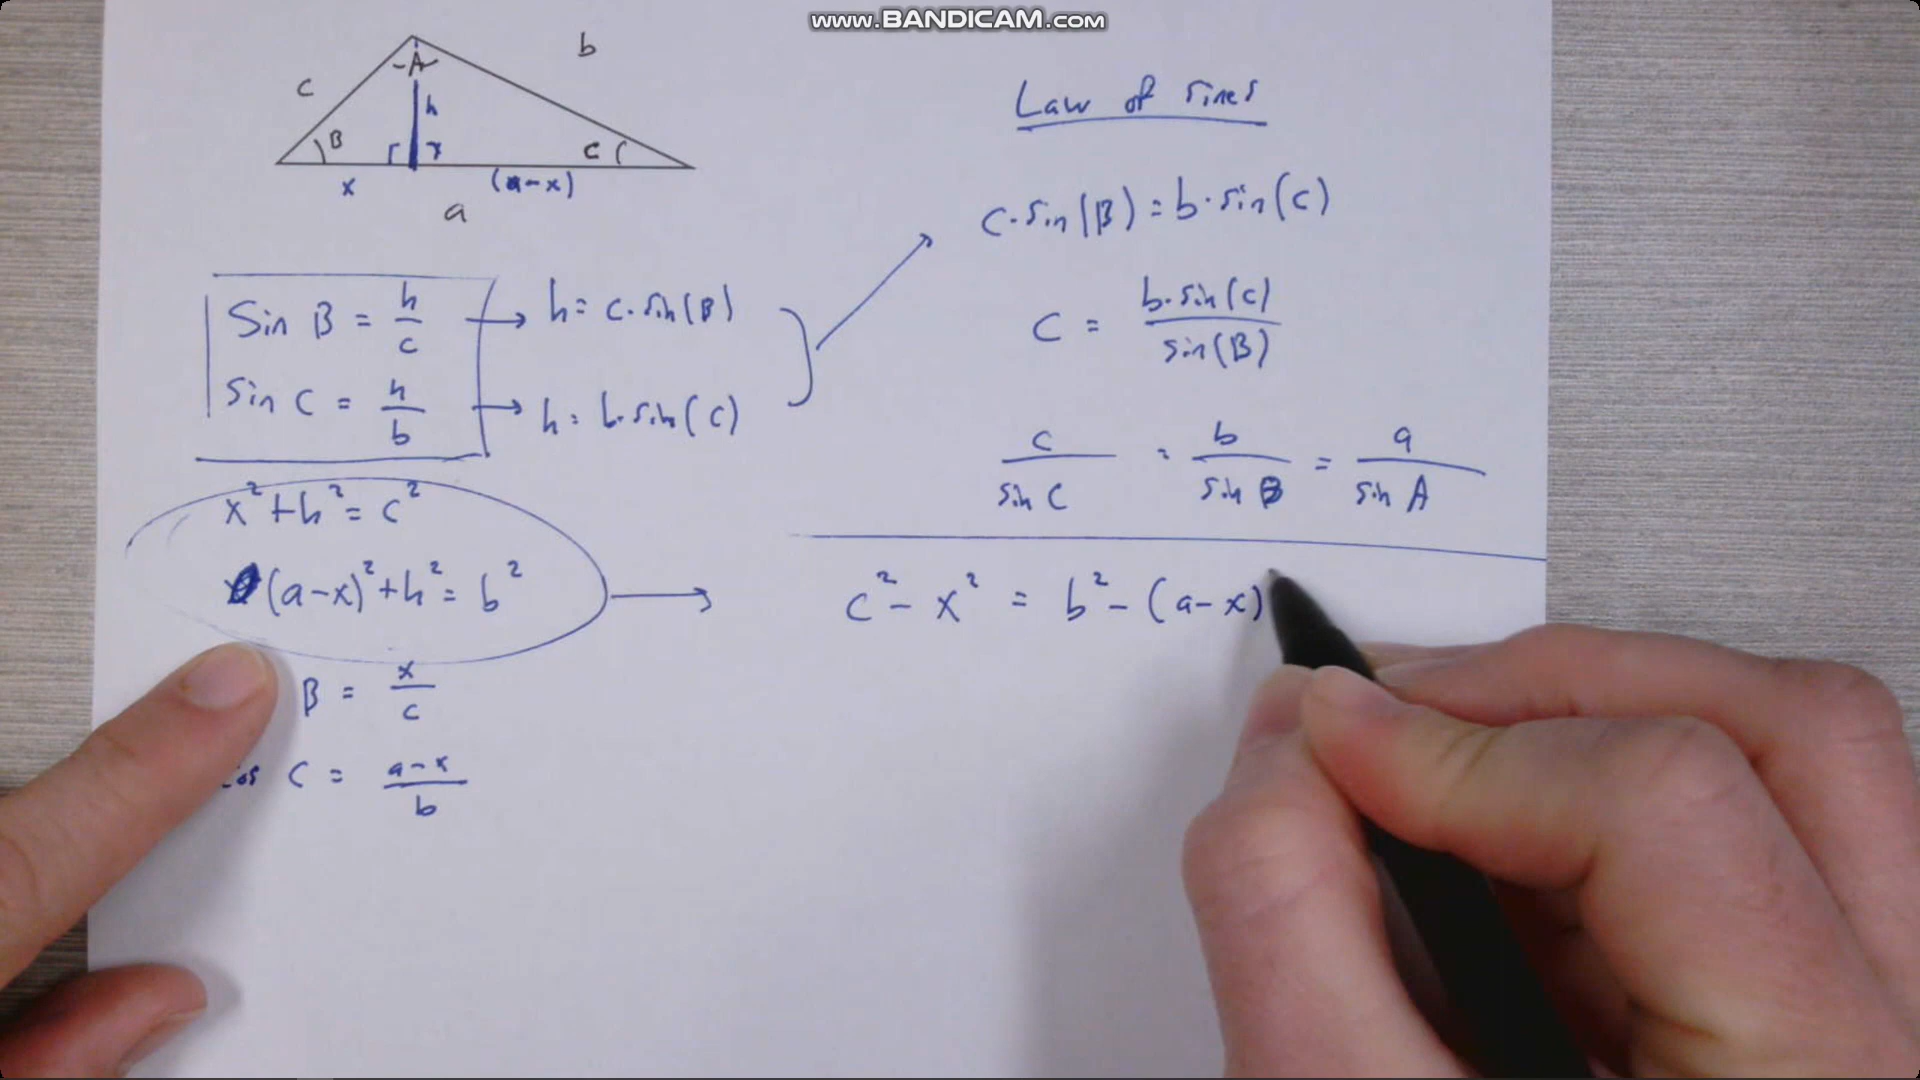 www.BANDICAM.com
b
A
c
h
B
C
x
(a-x)
a
Law of sines
c·sin(B)=b·sin(C)
Sin B = h/c → h= c·sin(B)
C = b·sin(C)/sin(B)
Sin C = h/b → h= b·sin(C)
c/sin C = b/sin B = a/sin A
x²+h²=c²
(a-x)²+h²=b² → c²-x² = b²-(a-x)
B = x/c
cos C = a-x/b